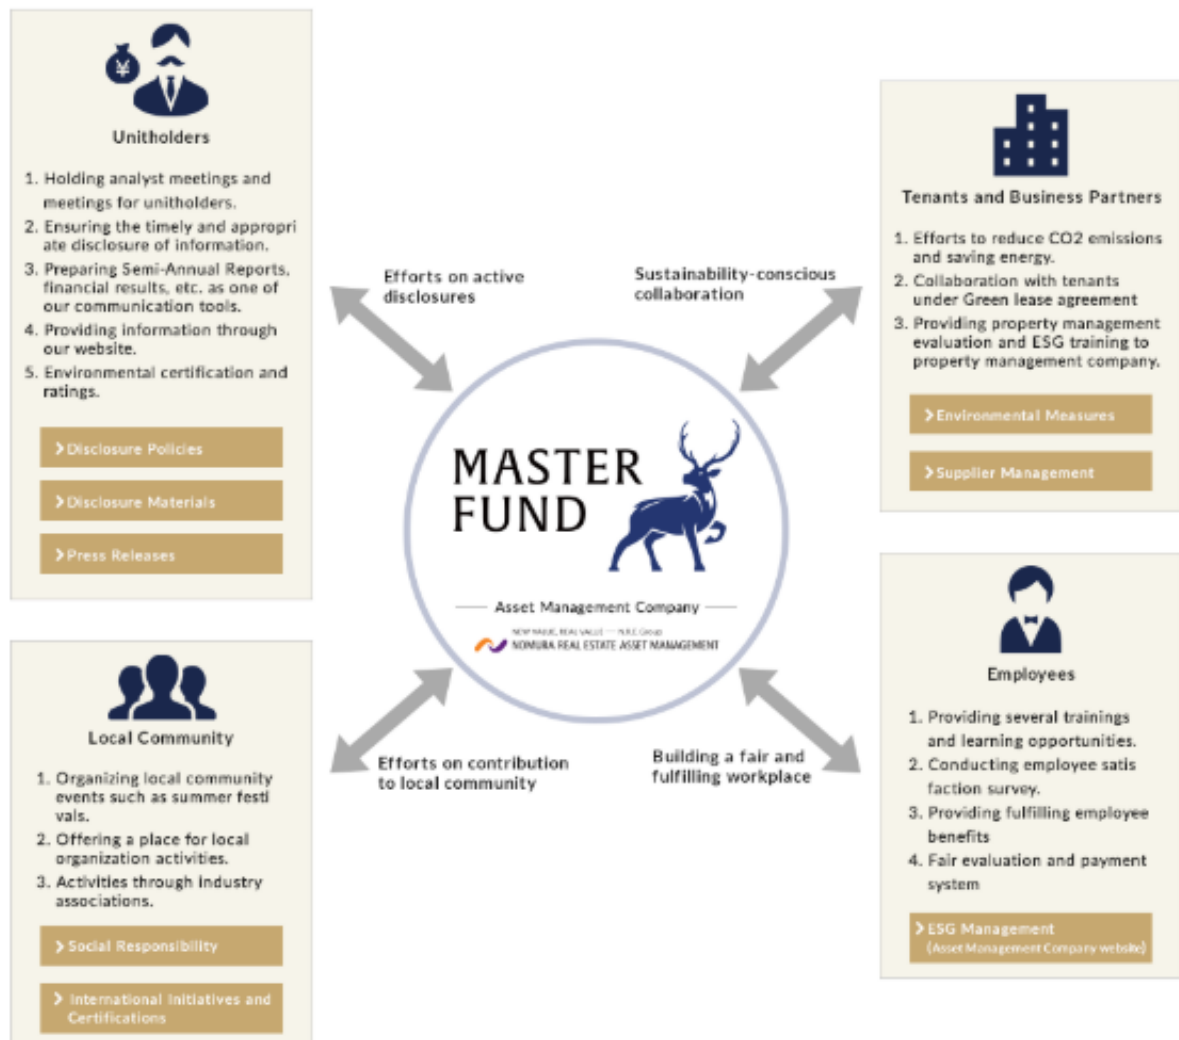 ¥
Unitholders
1. Holding analyst meetings and
meetings for unitholders.
2. Ensuring the timely and appropri
ate disclosure of information.
3. Preparing Semi-Annual Reports,
financial results, etc. as one of
our communication tools.
4. Providing information through
our website.
5. Environmental certification and
ratings.
Disclosure Policies
Disclosure Materials
Press Releases
Efforts on active
disclosures
Sustainability-conscious
collaboration
Tenants and Business Partners
1. Efforts to reduce CO2 emissions
and saving energy.
2. Collaboration with tenants
under Green lease agreement
3. Providing property management
evaluation and ESG training to
property management company.
Environmental Measures
Supplier Management
MASTER
FUND
Asset Management Company
NEW VALUE, REAL VALUE N.R.E. Group
NOMURA REAL ESTATE ASSET MANAGEMENT
Local Community
1. Organizing local community
events such as summer festi
vals.
2. Offering a place for local
organization activities.
3. Activities through industry
associations.
Social Responsibility
International Initiatives and
Certifications
Efforts on contribution
to local community
Building a fair and
fulfilling workplace
Employees
1. Providing several trainings
and learning opportunities.
2. Conducting employee satis
faction survey.
3. Providing fulfilling employee
benefits
4. Fair evaluation and payment
system
ESG Management
(Asset Management Company website)